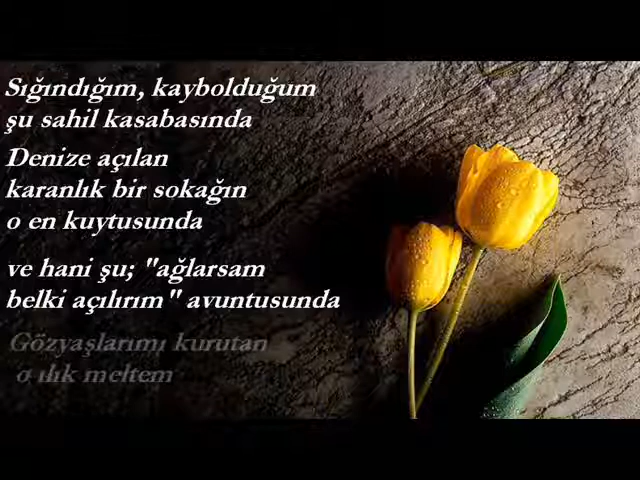 Sığındığım, kaybolduğum
şu sahil kasabasında
Denize açılan
karanlık bir sokağın
o en kuytusunda
ve hani şu; "ağlarsam
belki açılırım" avuntusunda
Gözyaşlarımı kurutan
o ılık meltem